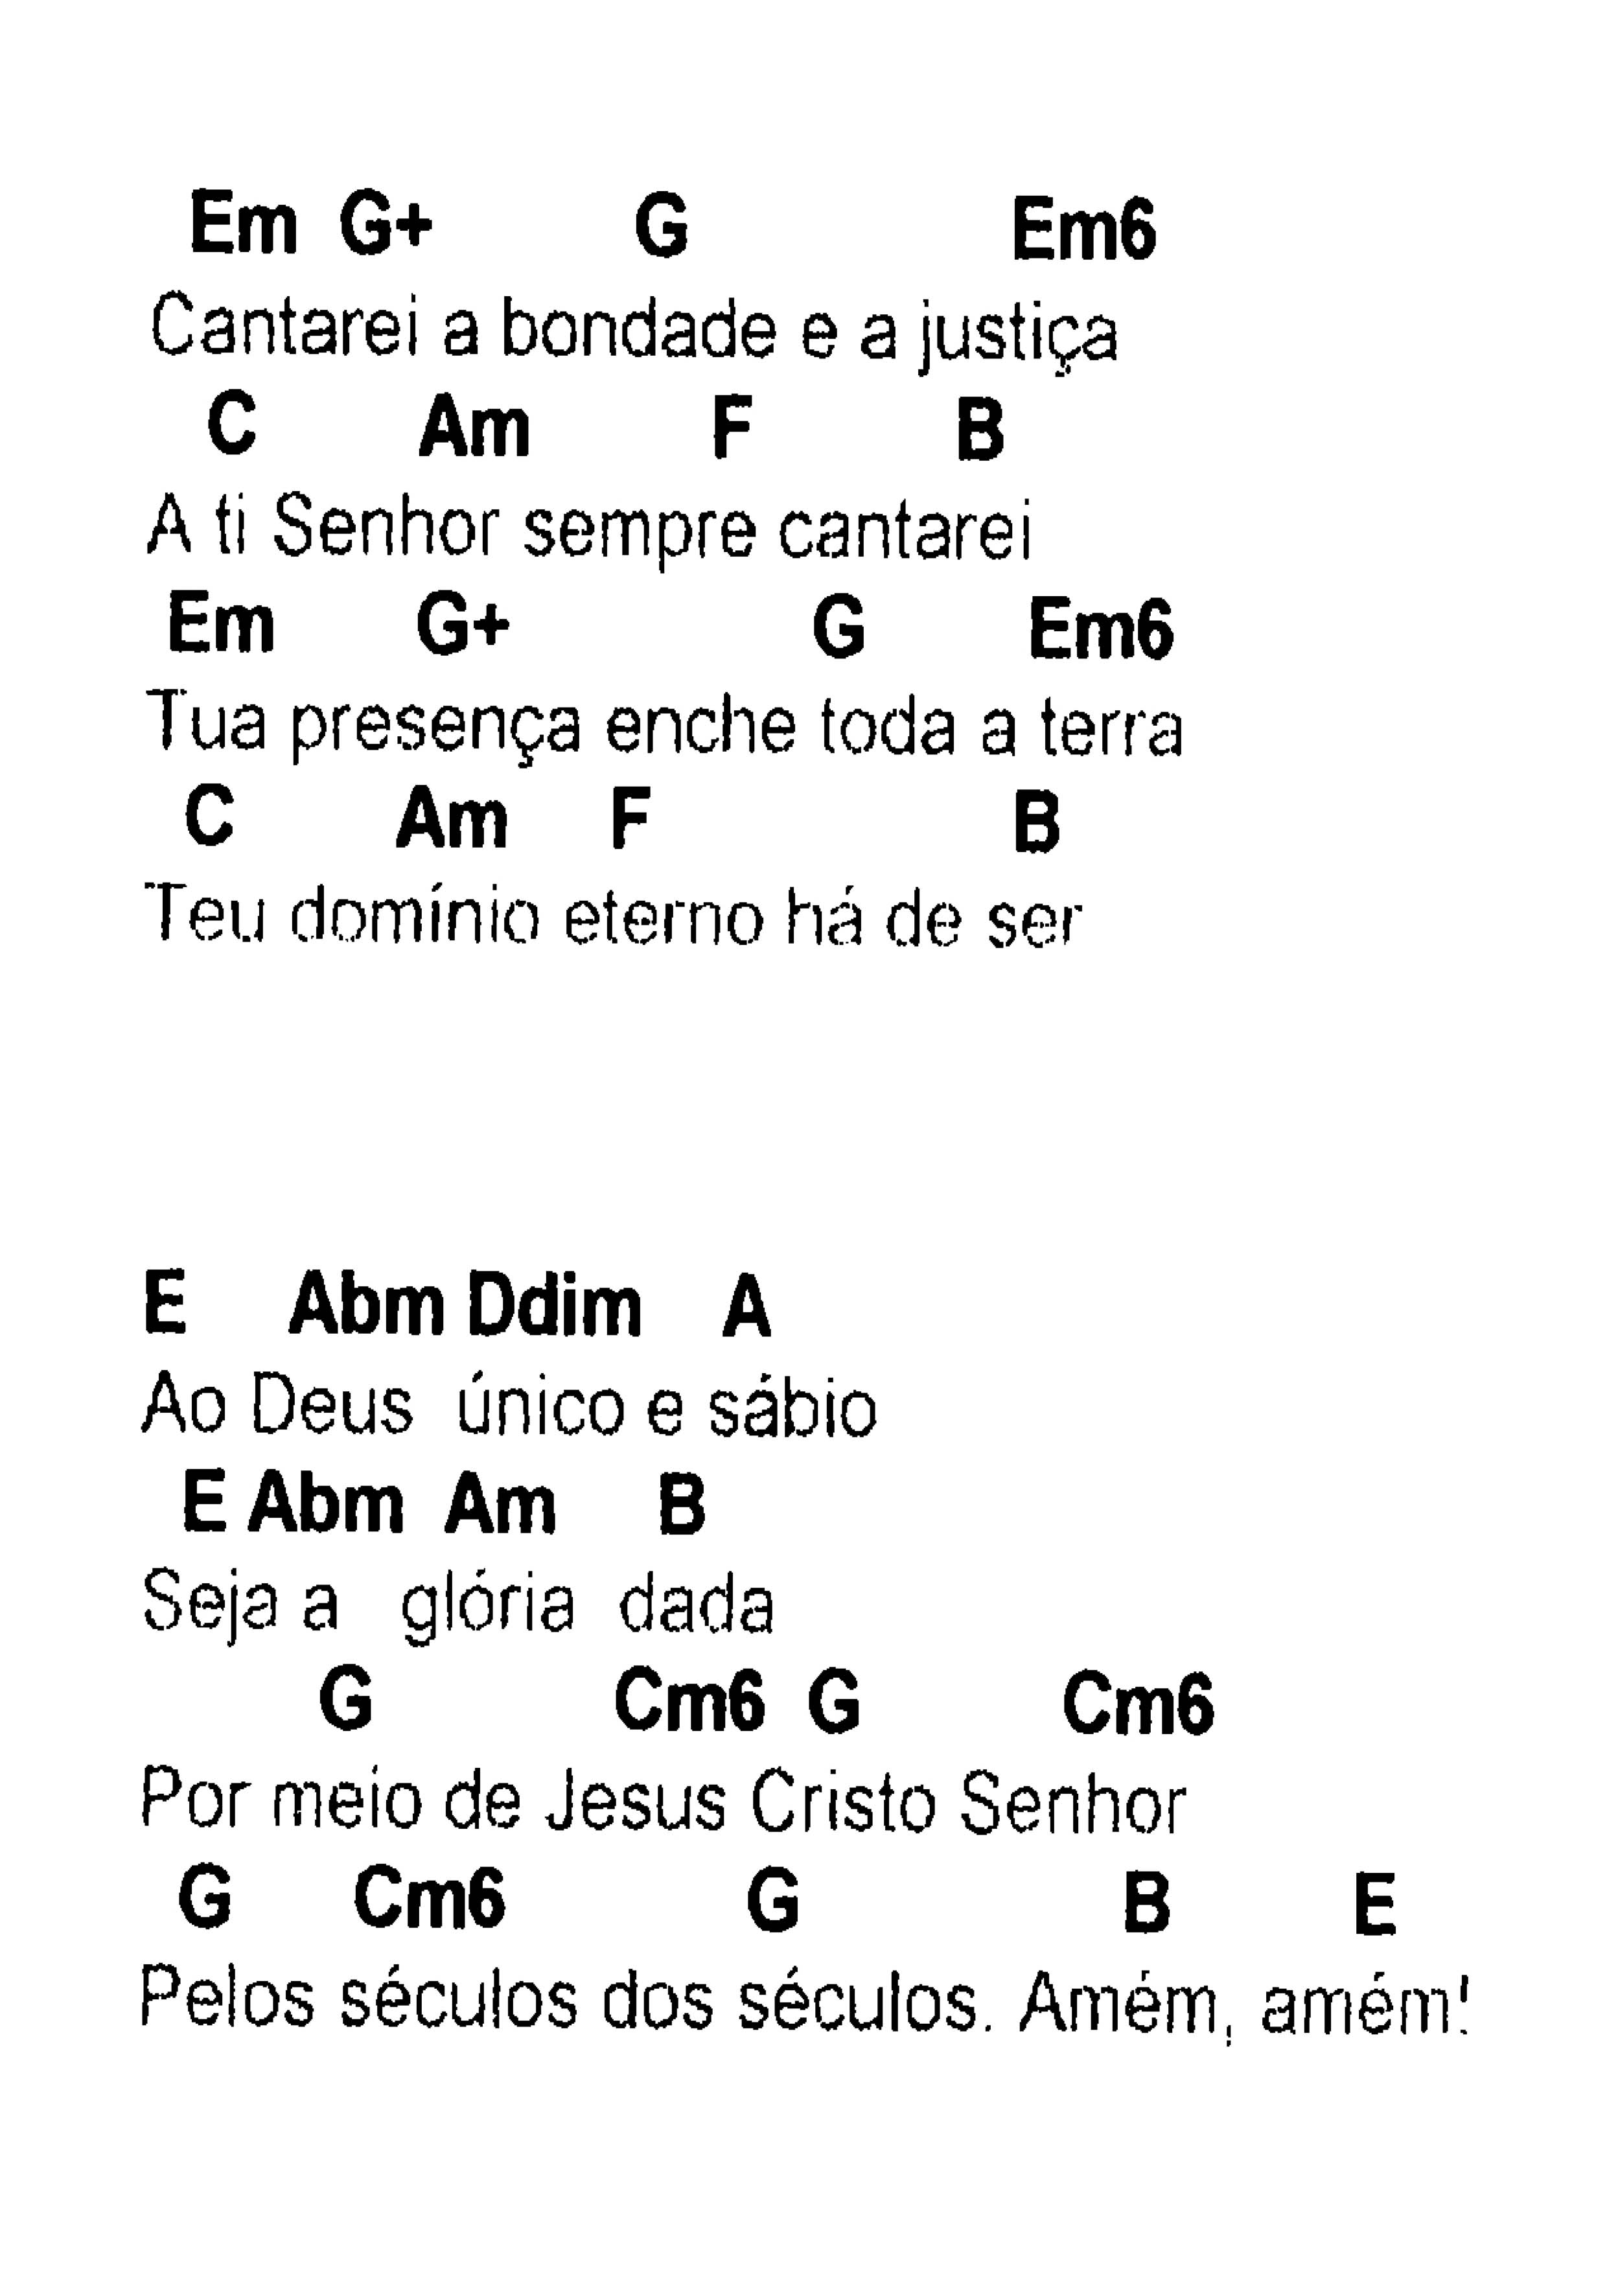 Em G+ G Em6
Cantarei a bondade e a justiça
C Am F B
A ti Senhor sempre cantarei
Em G+ G Em6
Tua presença enche toda a terra
C Am F B
Teu domínio eterno há de ser
E Abm Ddim A
Ao Deus único e sábio
E Abm Am B
Seja a glória dada
G Cm6 G Cm6
Por meio de Jesus Cristo Senhor
G Cm6 G B E
Pelos séculos dos séculos. Amém, amém!